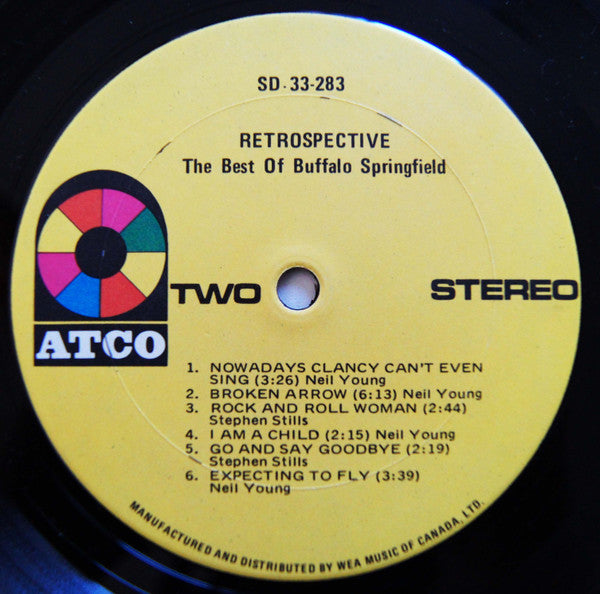 SD-33-283
RETROSPECTIVE
The Best Of Buffalo Springfield
TWO
STEREO
ATCO
1. NOWADAYS CLANCY CAN'T EVEN
SING (3:26) Neil Young
2. BROKEN ARROW (6:13) Neil Young
3. ROCK AND ROLL WOMAN (2:44)
Stephen Stills
4. I AM A CHILD (2:15) Neil Young
5. GO AND SAY GOODBYE (2:19)
Stephen Stills
6. EXPECTING TO FLY (3:39)
Neil Young
MANUFACTURED AND DISTRIBUTED BY WEA MUSIC OF CANADA, LTD.